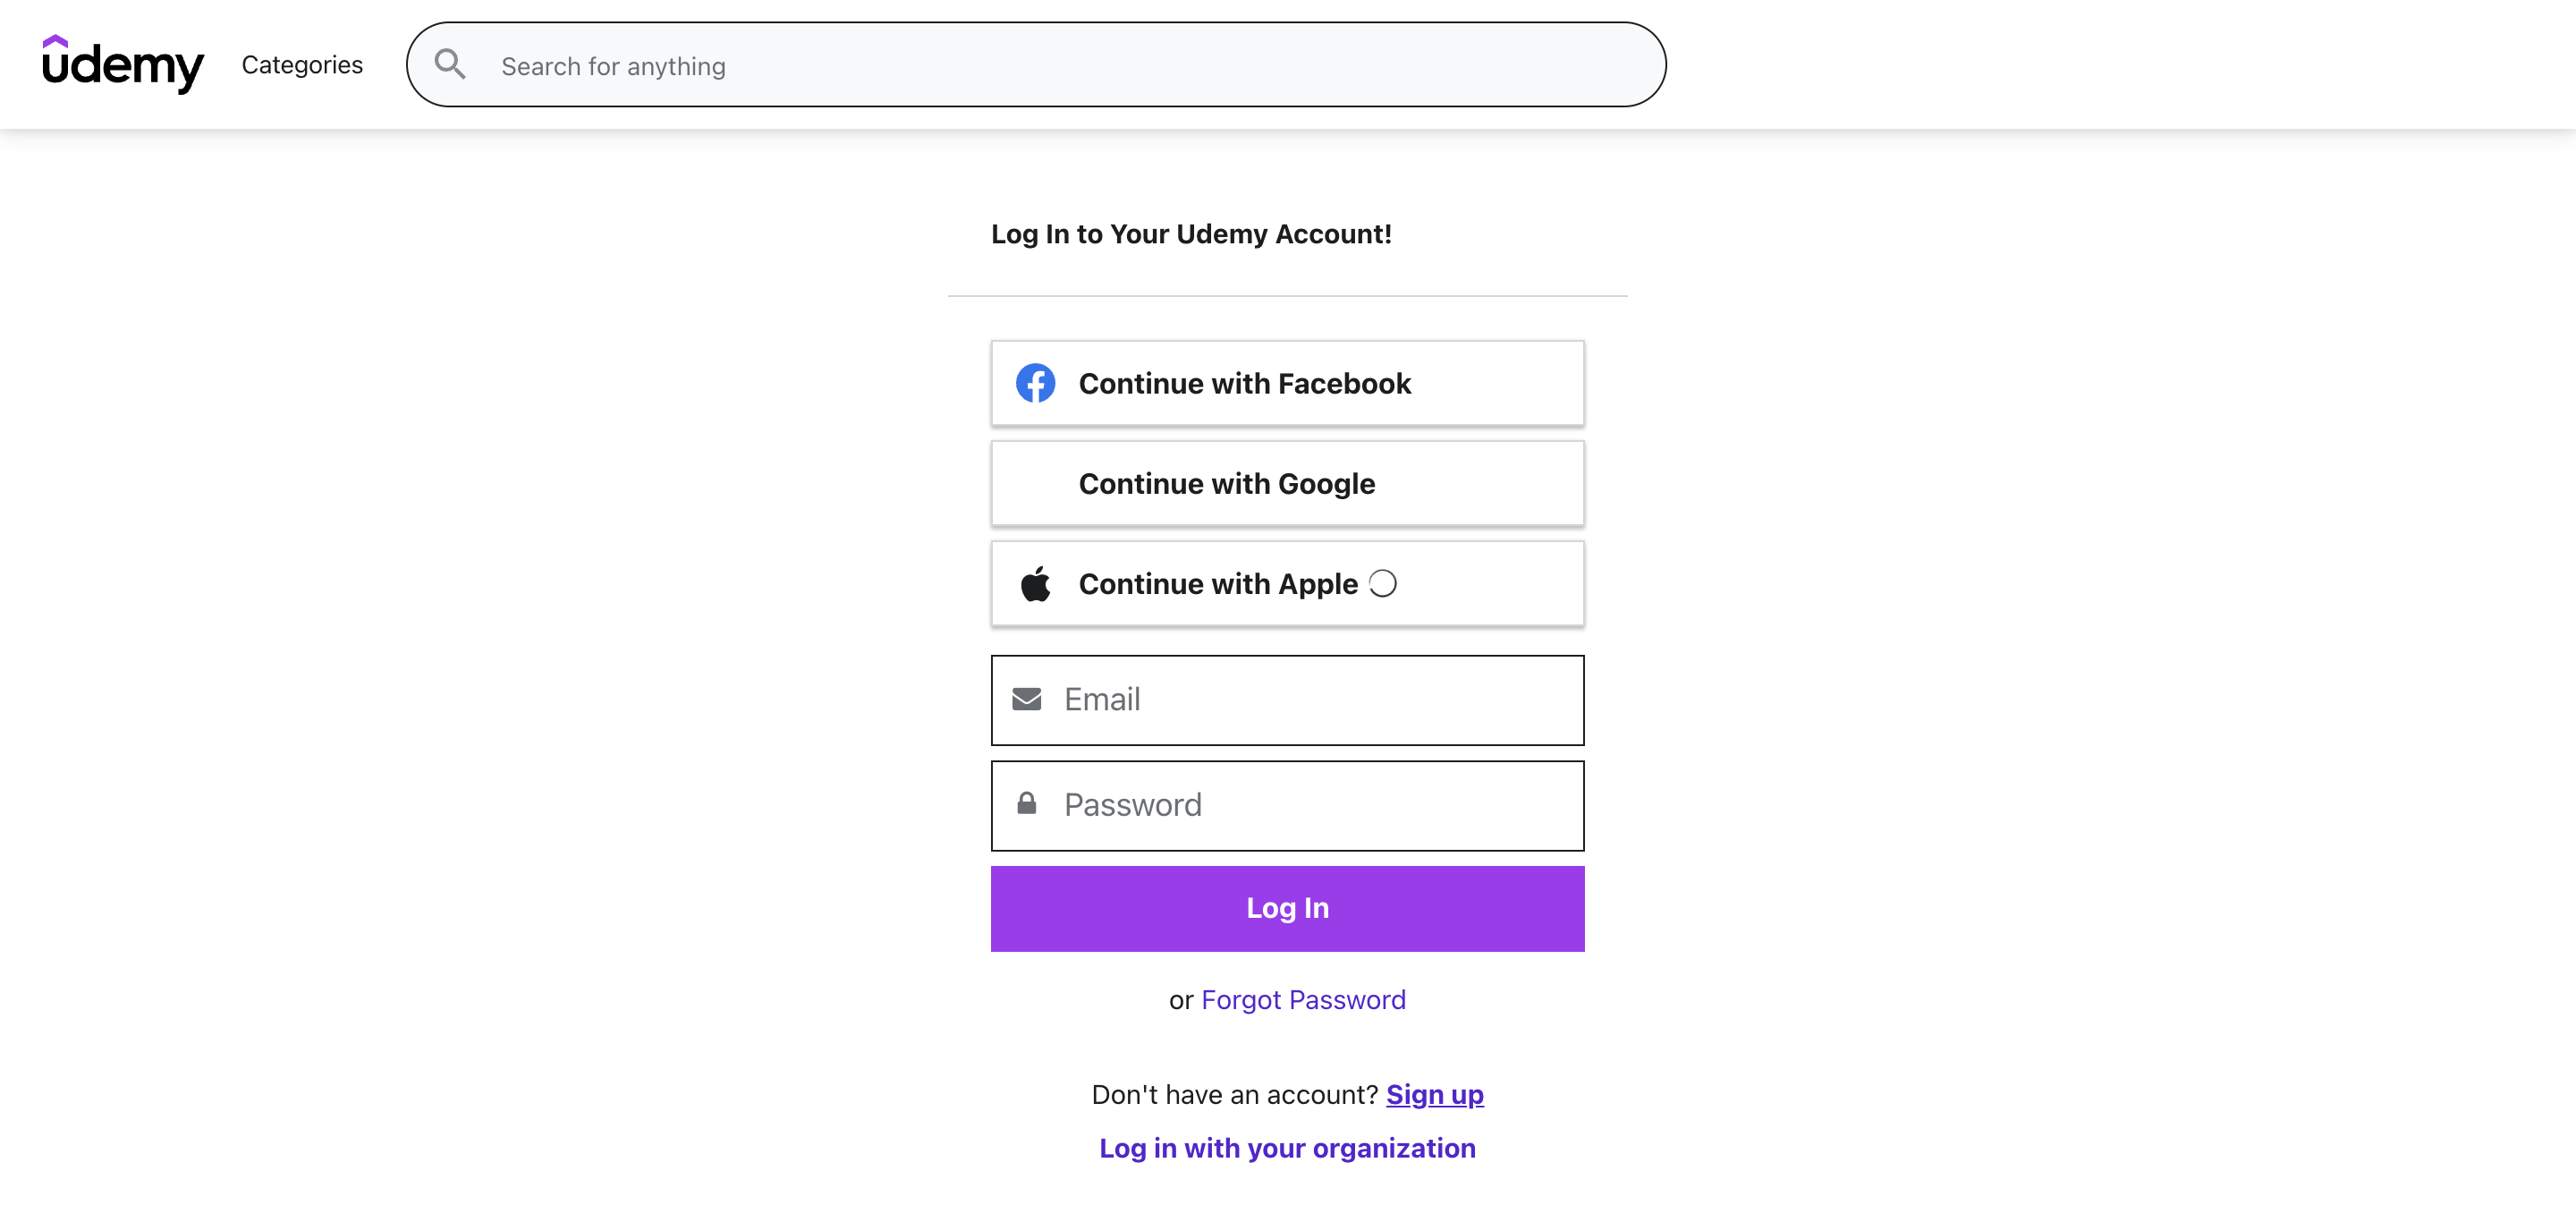 udemy
Categories
Search for anything
Log In to Your Udemy Account!
Continue with Facebook
Continue with Google
Continue with Apple
Email
Password
Log In
or Forgot Password
Don't have an account? Sign up
Log in with your organization